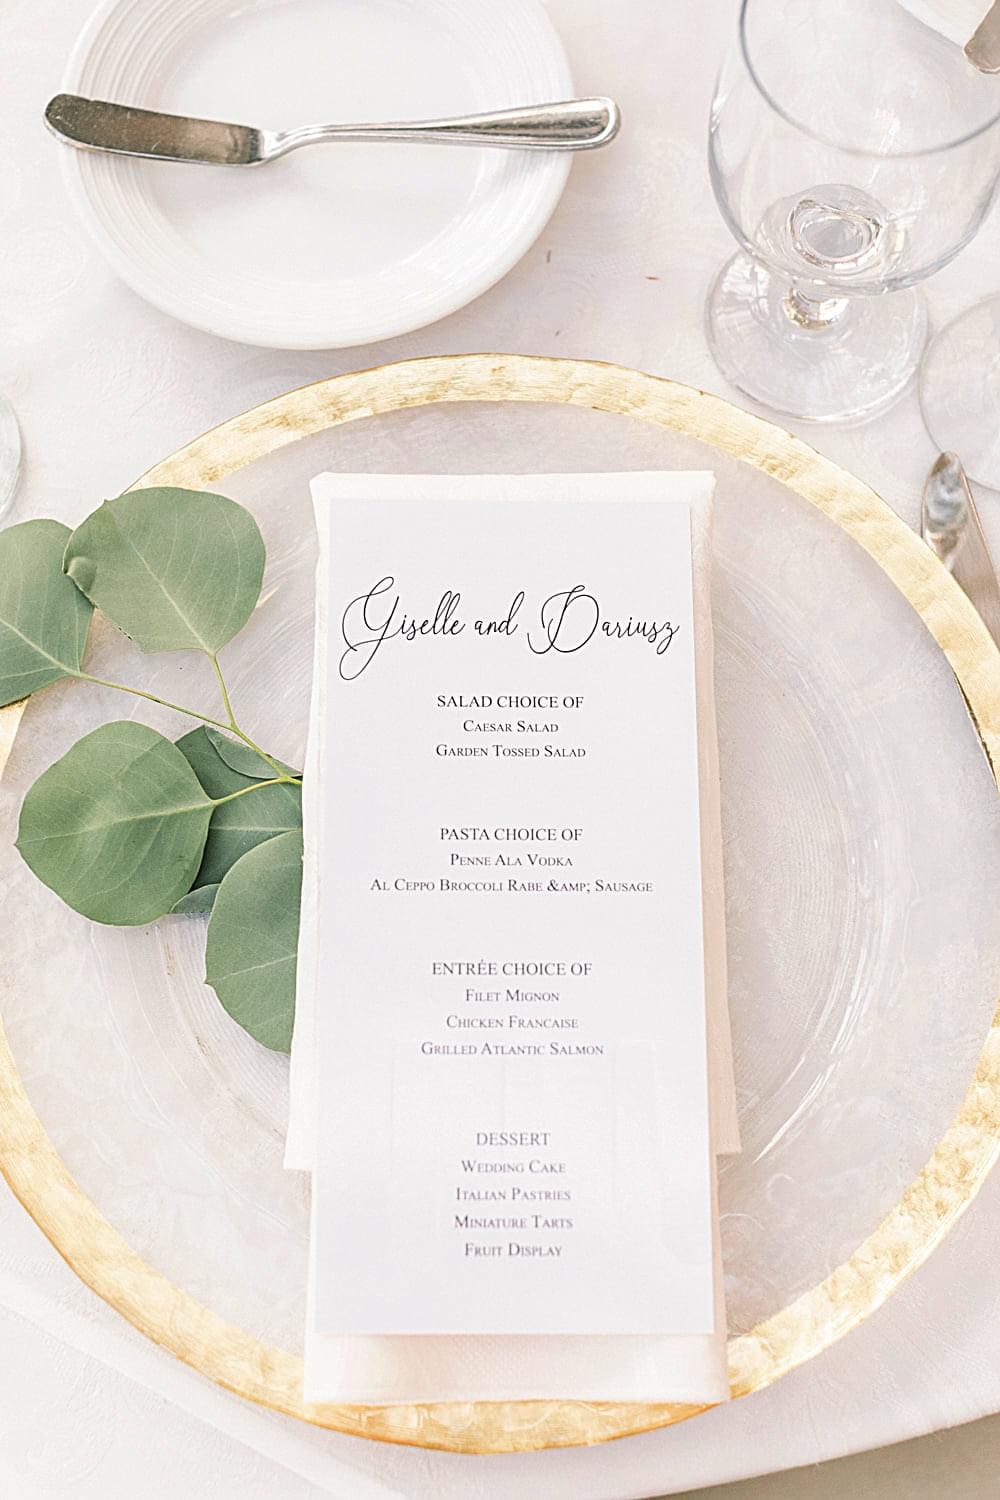 Giselle and Dariusz
SALAD CHOICE OF
Caesar Salad
Garden Tossed Salad
PASTA CHOICE OF
Penne Ala Vodka
Al Ceppo Broccoli Rabe &amp; Sausage
ENTRÉE CHOICE OF
Filet Mignon
Chicken Francaise
Grilled Atlantic Salmon
DESSERT
Wedding Cake
Italian Pastries
Miniature Tarts
Fruit Display